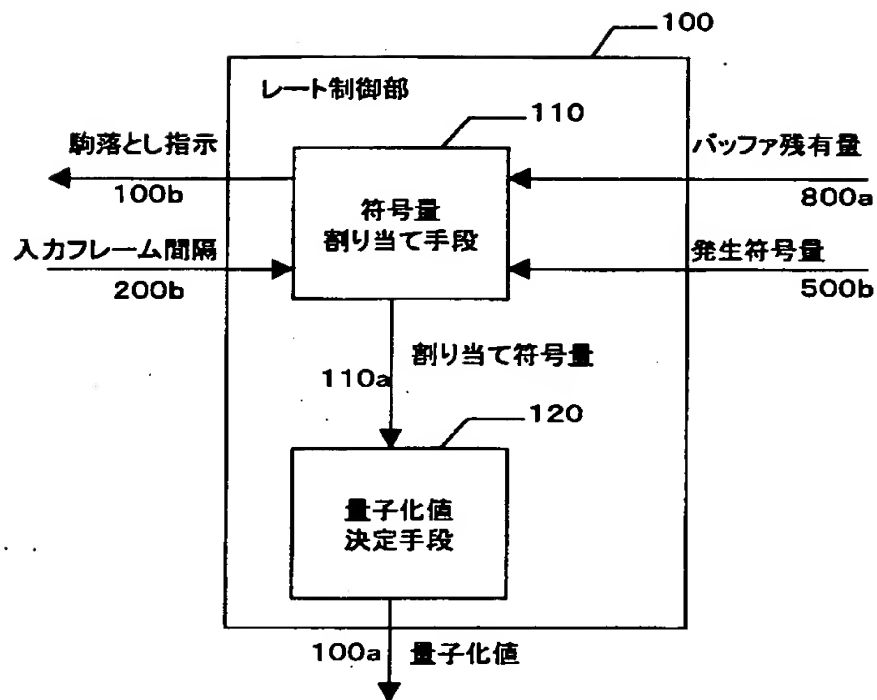 100
レート制御部
駒落とし指示
110
バッファ残有量
100b
符号量
割り当て手段
800a
入力フレーム間隔
発生符号量
200b
500b
割り当て符号量
110a
120
量子化値
決定手段
100a 量子化値